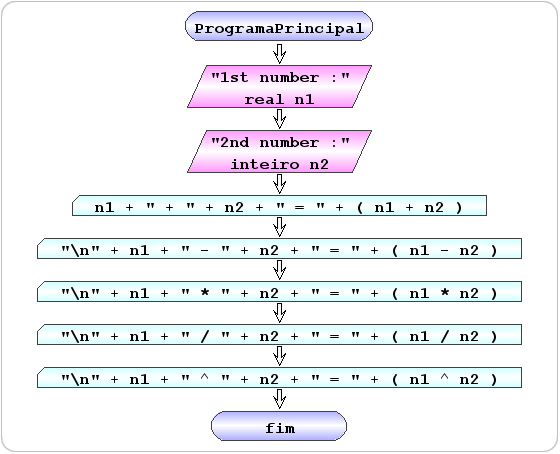 ProgramaPrincipal
"1st number :"
real n1
"2nd number :"
inteiro n2
n1 + " + " + n2 + " = " + ( n1 + n2 )
"\n" + n1 + " - " + n2 + " = " + ( n1 - n2 )
"\n" + n1 + " * " + n2 + " = " + ( n1 * n2 )
"\n" + n1 + " / " + n2 + " = " + ( n1 / n2 )
"\n" + n1 + " ^ " + n2 + " = " + ( n1 ^ n2 )
fim